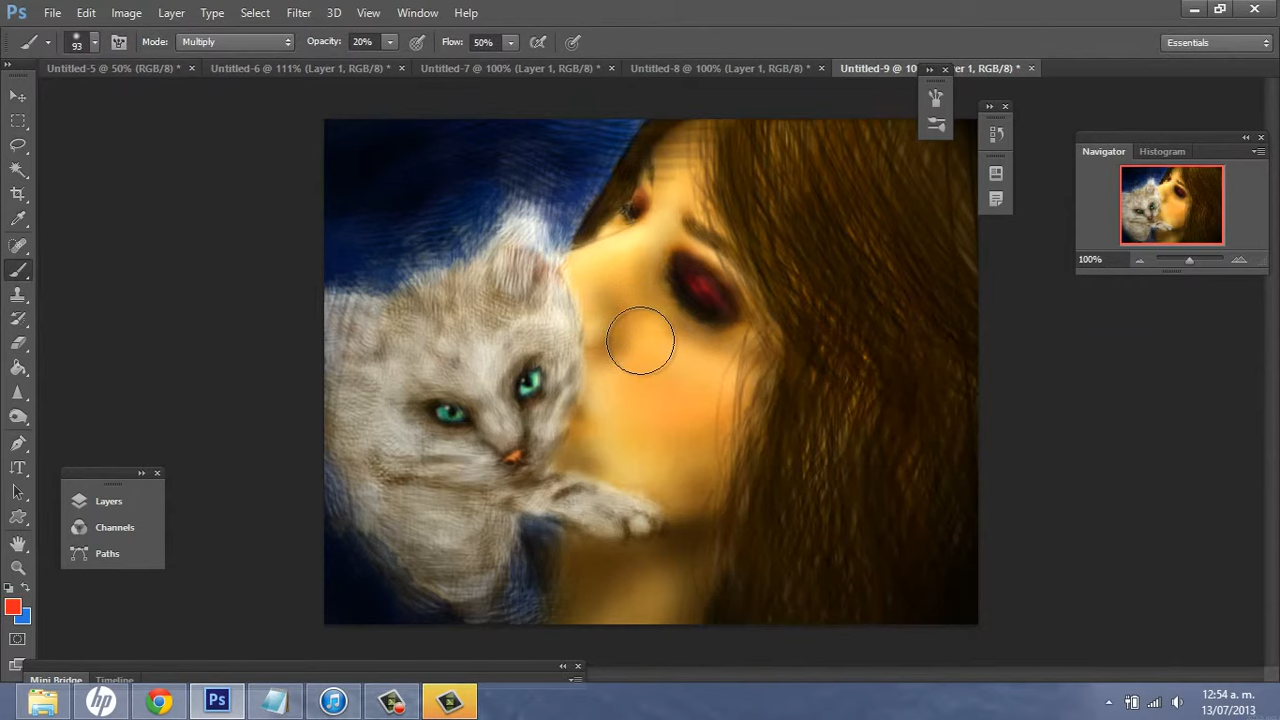 Ps File Edit Image Layer Type Select Filter 3D View Window Help
93 Mode: Multiply Opacity: 20% Flow: 50% Essentials
Untitled-5 @ 50% (RGB/8) * × Untitled-6 @ 111% (Layer 1, RGB/8) * × Untitled-7 @ 100% (Layer 1, RGB/8) * × Untitled-8 @ 100% (Layer 1, RGB/8) * × Untitled-9 @ 10 er 1, RGB/8) * ×
Navigator Histogram
100%
Layers
Channels
Paths
Mini Bridge Timeline
hp Ps
12:54 a. m.
13/07/2013